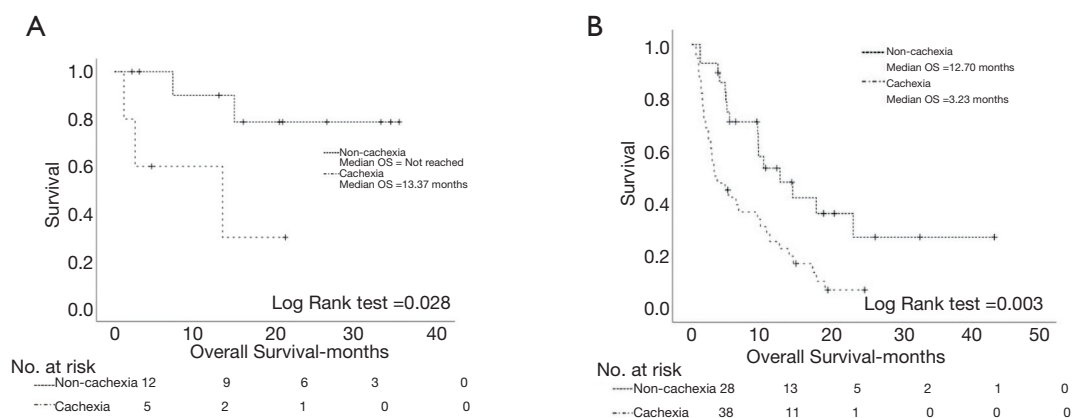 A
Survival
1.0
0.8
0.6
0.4
0.2
0.0
Non-cachexia
Median OS = Not reached
Cachexia
Median OS =13.37 months
Log Rank test =0.028
0 10 20 30 40
Overall Survival-months
No. at risk
Non-cachexia 12 9 6 3 0
Cachexia 5 2 1 0 0
B
Survival
1.0
0.8
0.6
0.4
0.2
0.0
Non-cachexia
Median OS =12.70 months
Cachexia
Median OS =3.23 months
Log Rank test =0.003
0 10 20 30 40 50
Overall Survival-months
No. at risk
Non-cachexia 28 13 5 2 1 0
Cachexia 38 11 1 0 0 0